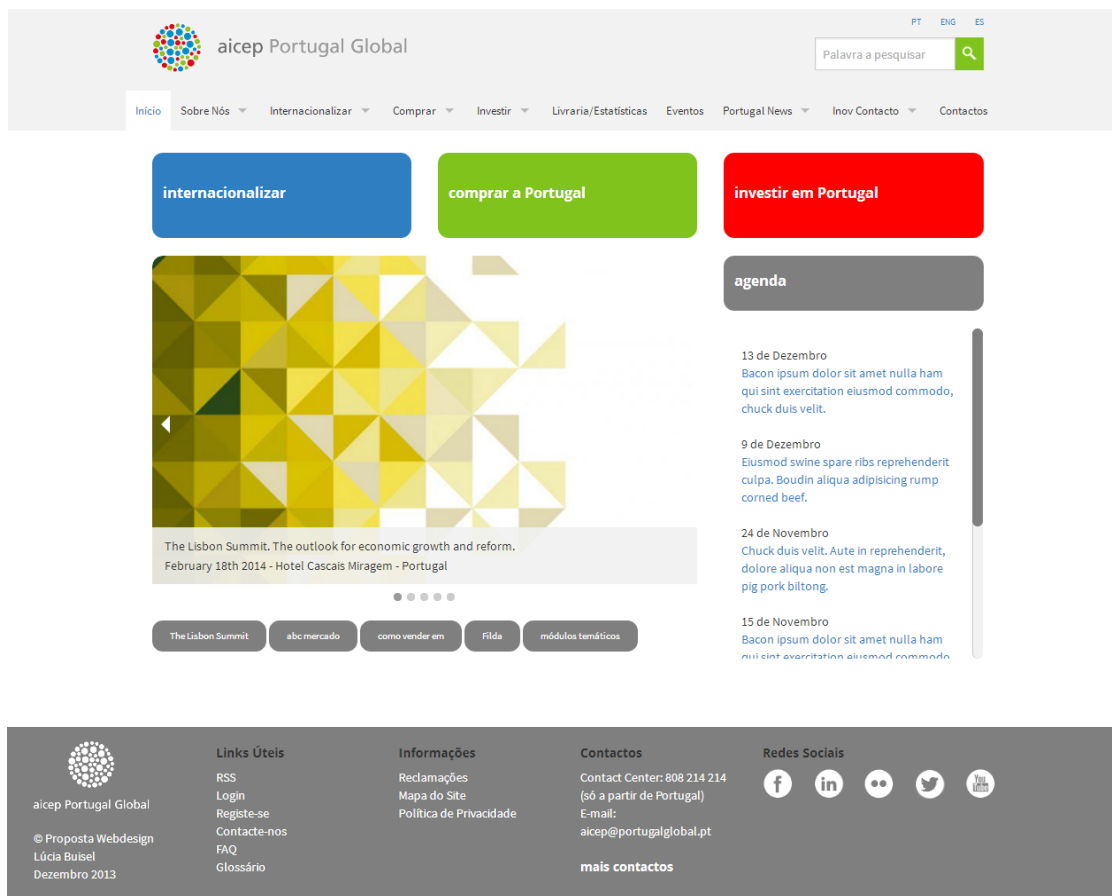 PT ENG ES
aicep Portugal Global
Palavra a pesquisar
Início Sobre Nós Internacionalizar Comprar Investir Livraria/Estatísticas Eventos Portugal News Inov Contacto Contactos
internacionalizar
comprar a Portugal
investir em Portugal
The Lisbon Summit. The outlook for economic growth and reform.
February 18th 2014 - Hotel Cascais Miragem - Portugal
The Lisbon Summit abc mercado como vender em Filda módulos temáticos
agenda
13 de Dezembro
Bacon ipsum dolor sit amet nulla ham
qui sint exercitation eiusmod commodo,
chuck duis velit.
9 de Dezembro
Eiusmod swine spare ribs reprehenderit
culpa. Boudin aliqua adipisicing rump
corned beef.
24 de Novembro
Chuck duis velit. Aute in reprehenderit,
dolore aliqua non est magna in labore
pig pork biltong.
15 de Novembro
Bacon ipsum dolor sit amet nulla ham
qui sint exercitation eiusmod commodo
aicep Portugal Global
© Proposta Webdesign
Lúcia Buisel
Dezembro 2013
Links Úteis
RSS
Login
Registe-se
Contacte-nos
FAQ
Glossário
Informações
Reclamações
Mapa do Site
Política de Privacidade
Contactos
Contact Center: 808 214 214
(só a partir de Portugal)
E-mail:
aicep@portugalglobal.pt
mais contactos
Redes Sociais
f in You Tube